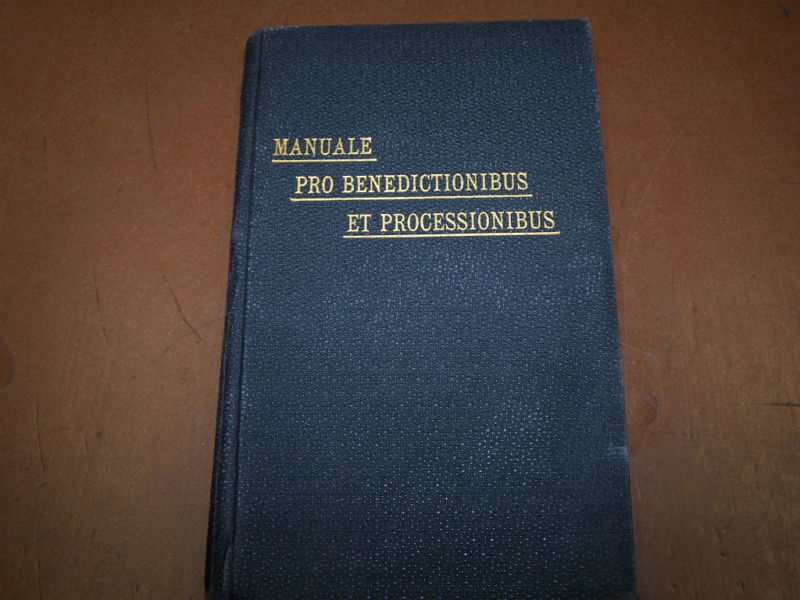 MANUALE
PRO BENEDICTIONIBUS
ET PROCESSIONIBUS